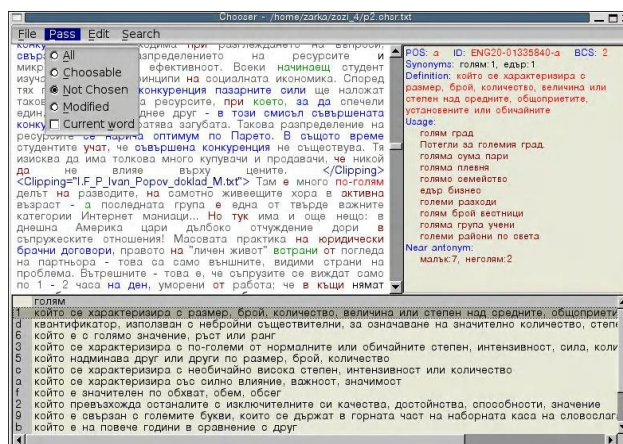 Chooser - /home/zarka/zozi_4/p2.chor.txt
File Pass Edit Search
All
Choosable
Not Chosen
Modified
Current word
при разглеждането на въпроси,
разпределението на ресурсите и
ефективност. Всеки начинаещ студент
принципи на социалната икономика. Според
конкуренция пазарните сили ще наложат
ресурсите, при което, за да спечели
друг - в този смисъл съвършената
загубата. Такова разпределение на
ресурсите се нарича оптимум по Парето. В същото време
студентите учат, че съвършена конкуренция не съществува. Тя
изисква да има толкова много купувачи и продавачи, че никой
да не влияе върху цените. </Clipping>
<Clipping="I.F_P_Ivan_Popov_doklad_M.txt"> Там е много по-голям
делът на разводите, на самотно живеещите хора в активна
възраст - а последната група е една от твърде важните
категории Интернет маниаци... Но тук има и още нещо: в
днешна Америка цари дълбоко отчуждение дори в
съпружеските отношения! Масовата практика на юридически
брачни договори, правото на "личен живот" встрани от погледа
на партньора - това са само външните, видими страни на
проблема. Вътрешните - това е, че съпрузите се виждат само
по 1 - 2 часа на ден, уморени от работа; че в къщи нямат
POS: a ID: ENG20-01335840-a BCS: 2
Synonyms: голям:1, едър:1
Definition: който се характеризира с
размер, брой, количество, величина или
степен над средните, общоприетите,
установените или обичайните
Usage:
голям град
Потегли за големия град.
голяма сума пари
голяма плевня
голямо семейство
едър бизнес
големи разходи
голям брой вестници
голяма група учени
големи райони по света
Near antonym:
малък:7, неголям:2
голям
1 който се характеризира с размер, брой, количество, величина или степен над средните, общоприети
d квантификатор, използван с неброийни съществителни, за означаване на значително количество, степе
6 който е с голямо значение, ръст или ранг
3 който се характеризира с по-големи от нормалните или обичайните степен, интензивност, сила, коли
5 който надминава друг или други по размер, брой, количество
c който се характеризира с необичайно висока степен, интензивност или количество
a който се характеризира със силно влияние, важност, значимост
f който е значителен по обхват, обем, обсег
2 който превъзхожда останалите с изключителните си качества, достойнства, способности, значение
9 който е свързан с големите букви, които се държат в горната част на наборната каса на словослаг
b който е на повече години в сравнение с друг